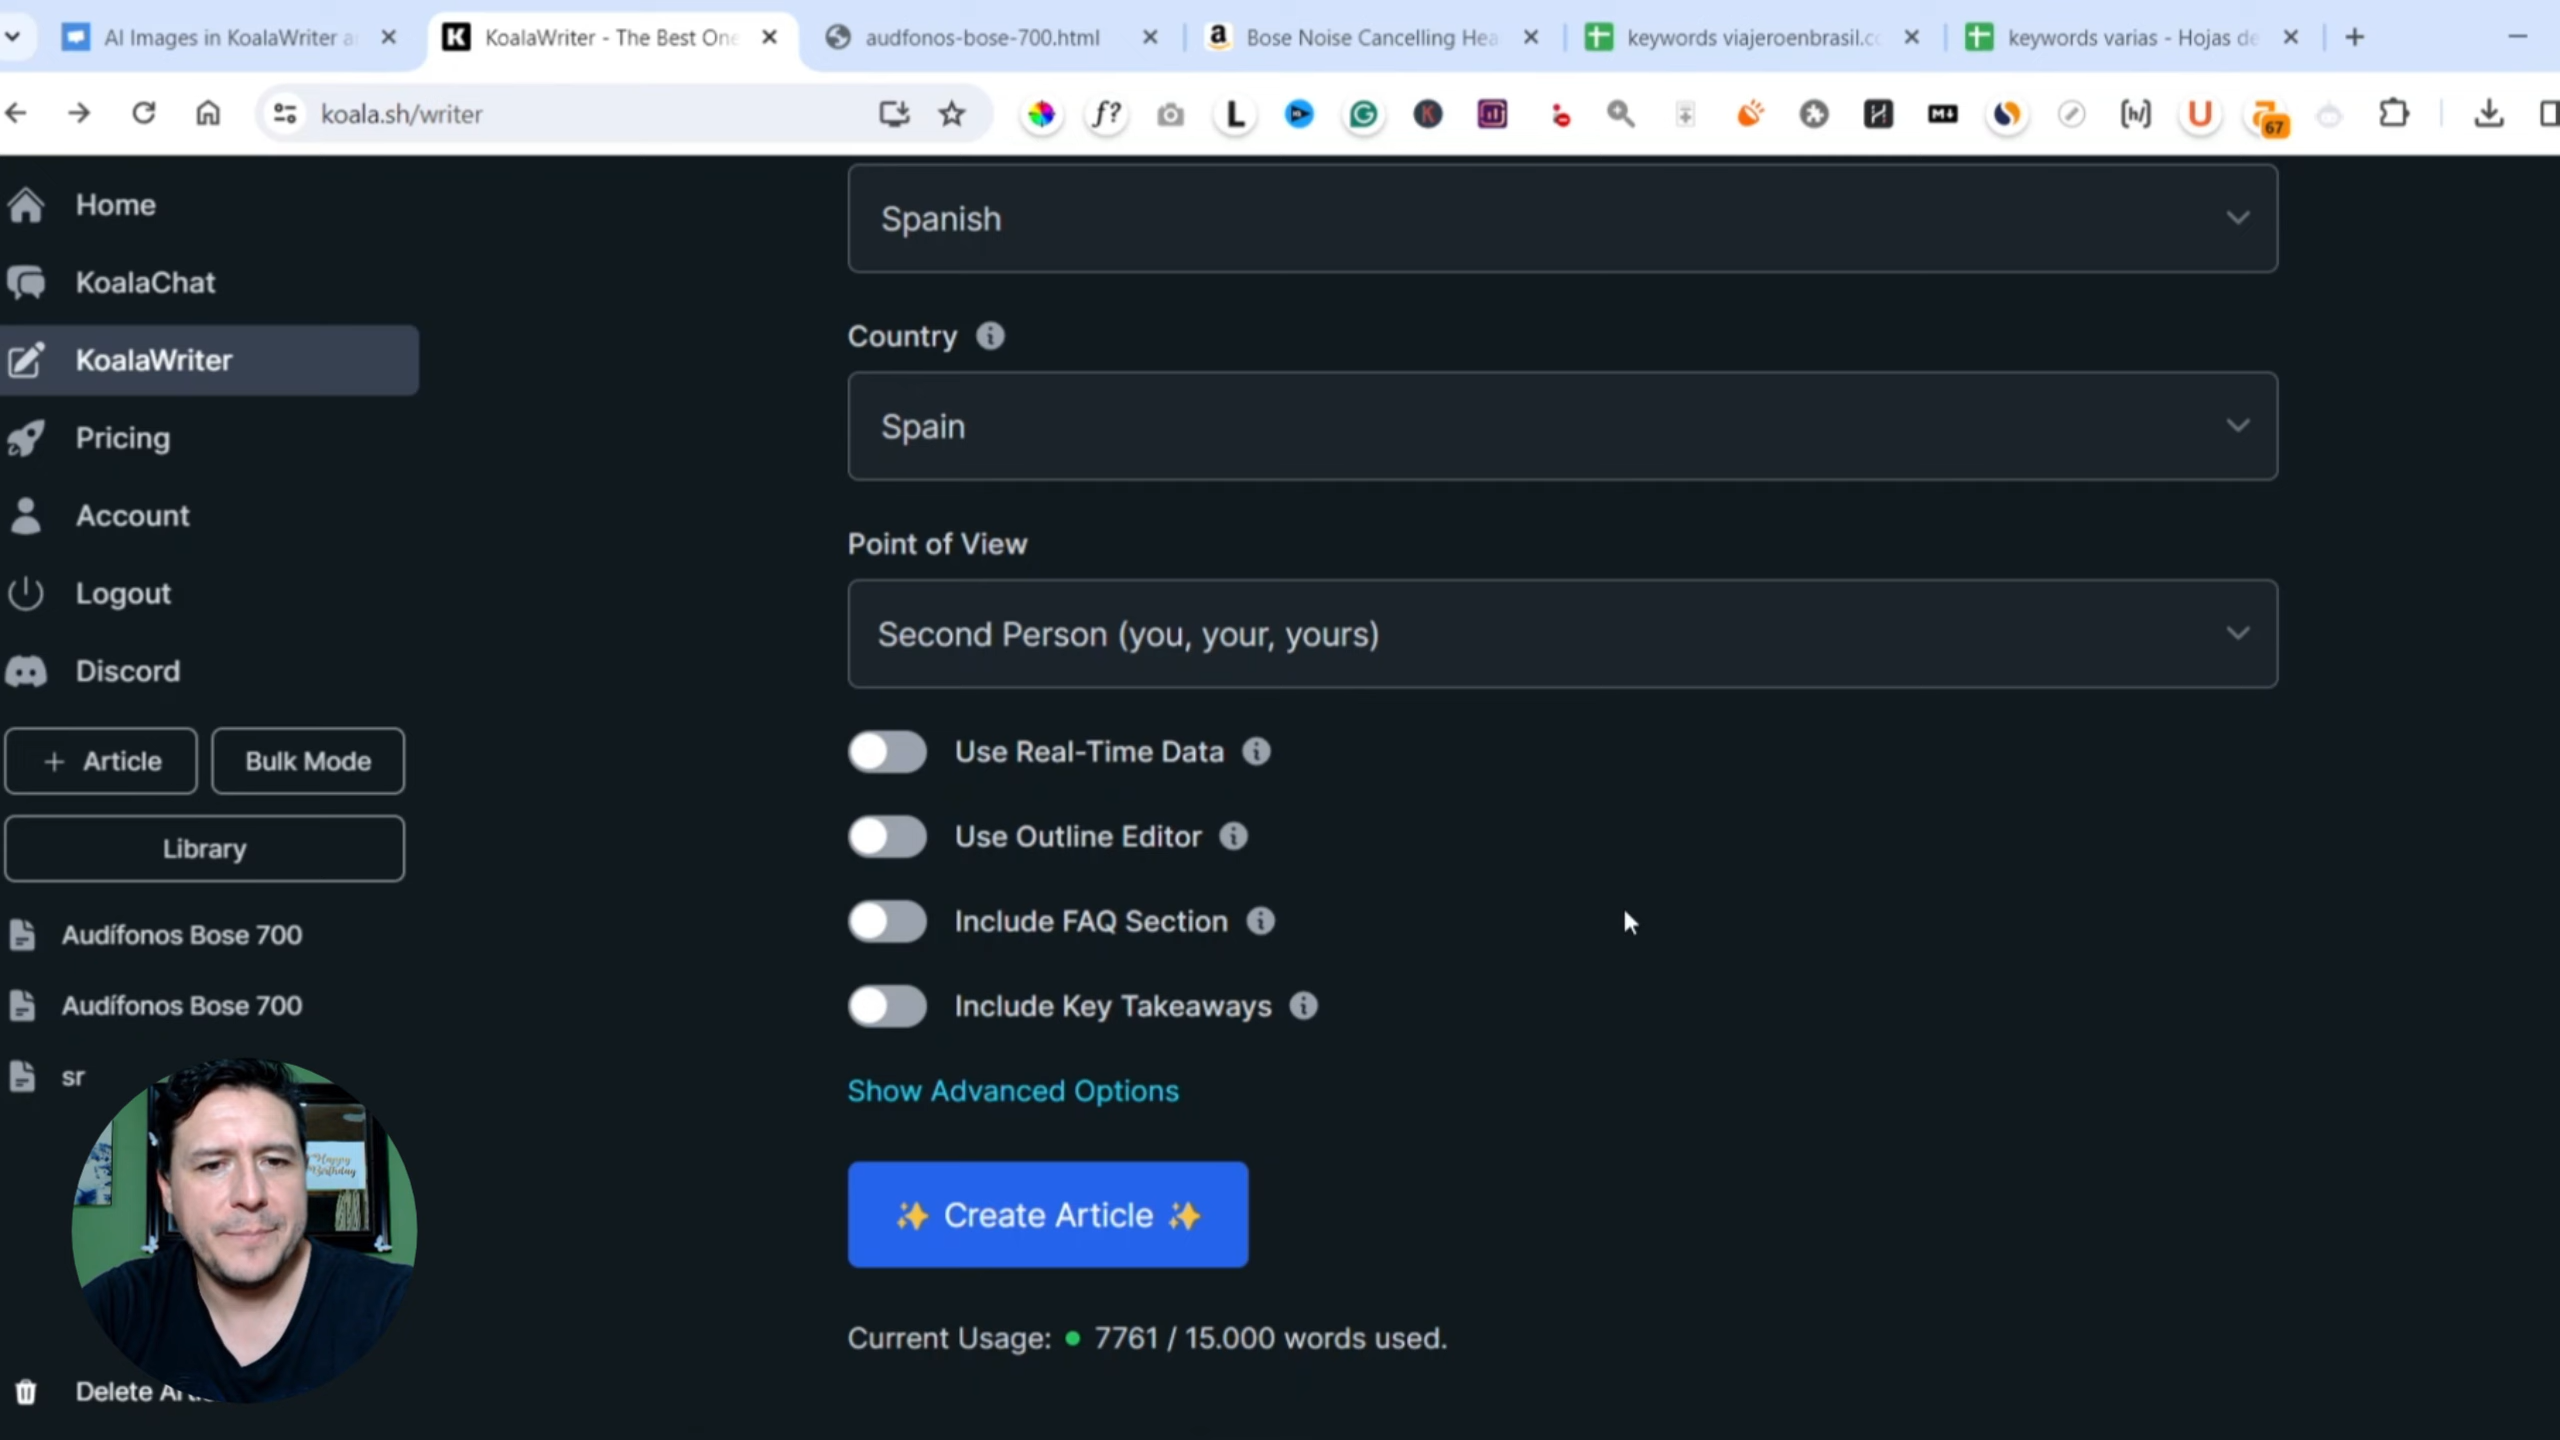 AI Images in KoalaWriter a
KoalaWriter - The Best One
audfonos-bose-700.html
Bose Noise Cancelling Hea
keywords viajeroenbrasil.c
keywords varias - Hojas de
koala.sh/writer
67
Home
KoalaChat
KoalaWriter
Pricing
Account
Logout
Discord
+ Article
Bulk Mode
Library
Audífonos Bose 700
Audífonos Bose 700
sr
Delete
Spanish
Country
Spain
Point of View
Second Person (you, your, yours)
Use Real-Time Data
Use Outline Editor
Include FAQ Section
Include Key Takeaways
Show Advanced Options
Create Article
Current Usage: 7761 / 15.000 words used.
Happy
Birthday